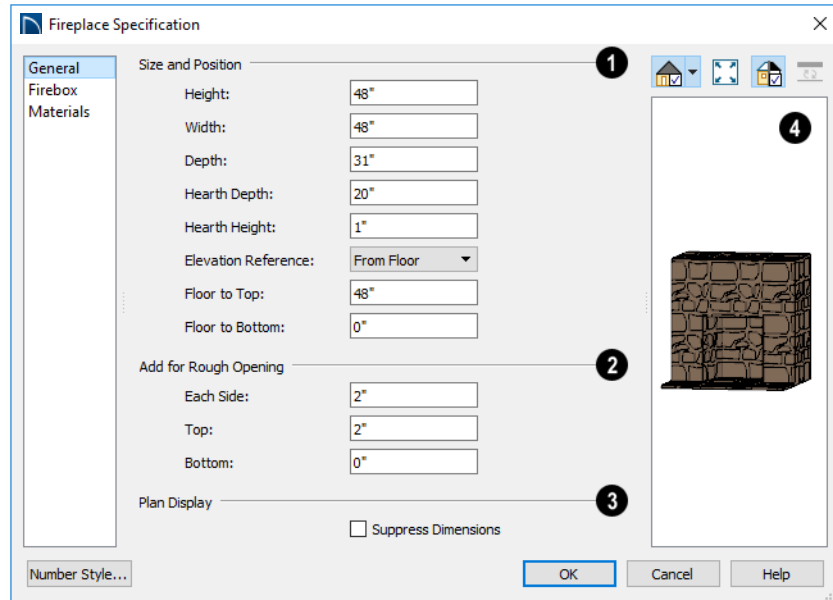 Fireplace Specification
General
Firebox
Materials
Size and Position
1
Height: 48"
Width: 48"
Depth: 31"
Hearth Depth: 20"
Hearth Height: 1"
Elevation Reference: From Floor
Floor to Top: 48"
Floor to Bottom: 0"
Add for Rough Opening
2
Each Side: 2"
Top: 2"
Bottom: 0"
Plan Display
3
Suppress Dimensions
4
Number Style...
OK
Cancel
Help